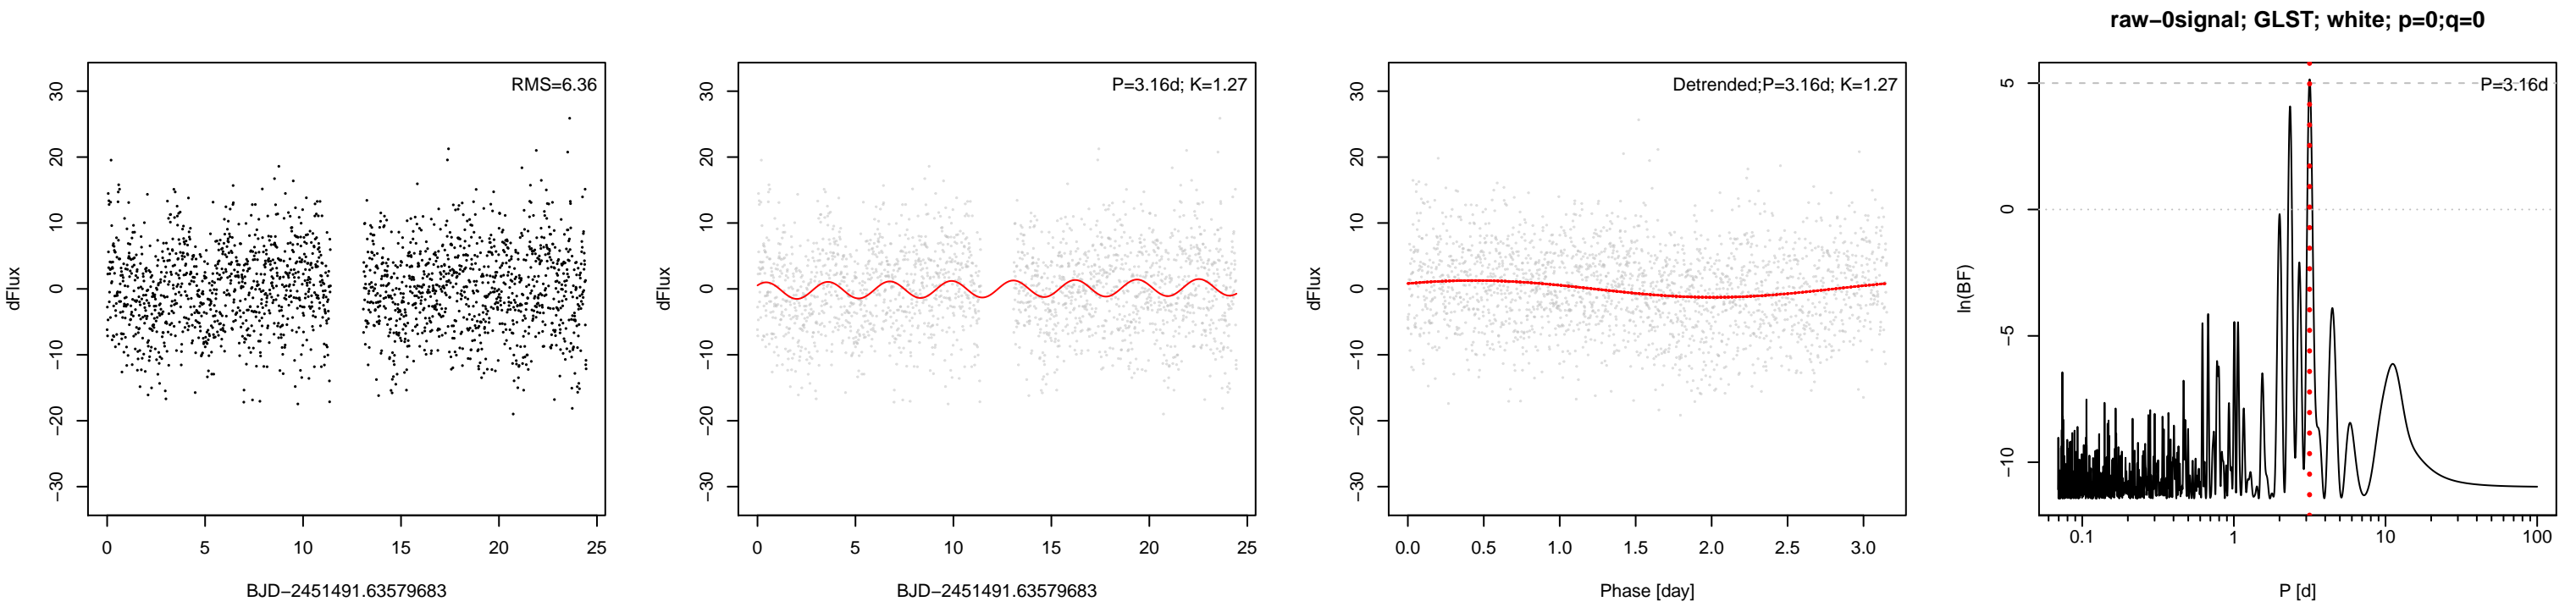 raw−0signal; GLST; white; p=0;q=0
RMS=6.36
dFlux
30
20
10
0
−10
−20
−30
0 5 10 15 20 25
BJD−2451491.63579683
P=3.16d; K=1.27
dFlux
30
20
10
0
−10
−20
−30
0 5 10 15 20 25
BJD−2451491.63579683
Detrended;P=3.16d; K=1.27
dFlux
30
20
10
0
−10
−20
−30
0.0 0.5 1.0 1.5 2.0 2.5 3.0
Phase [day]
P=3.16d
ln(BF)
5
0
−5
−10
0.1 1 10 100
P [d]